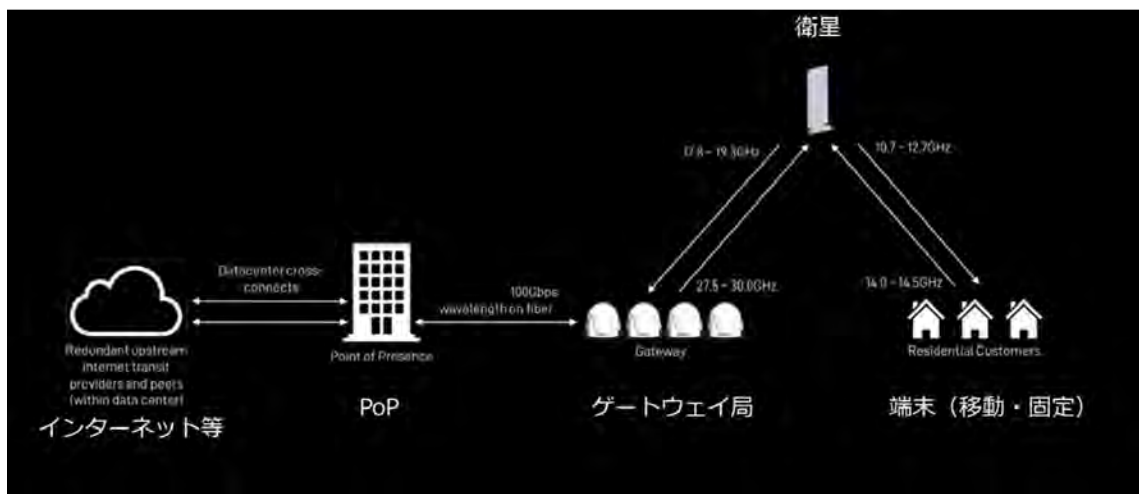 衛星
17.8 – 19.3GHz
10.7 – 12.7GHz
Datacenter cross-
connects
100Gbps
wavelength on fiber
27.5 – 30.0GHz
14.0 – 14.5GHz
Redundant upstream
internet transit
providers and peers
(within data center)
Point of Presence
Gateway
Residential Customers
インターネット等
PoP
ゲートウェイ局
端末（移動・固定）